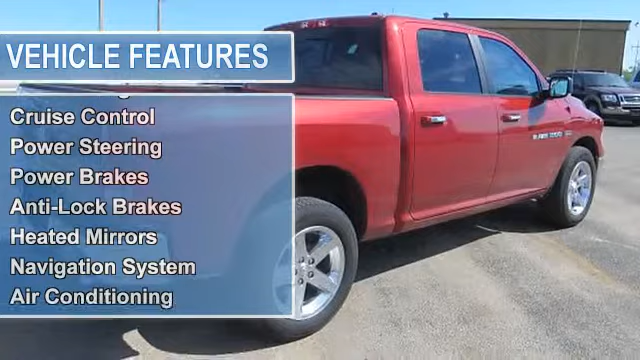 VEHICLE FEATURES
Cruise Control
Power Steering
Power Brakes
Anti-Lock Brakes
Heated Mirrors
Navigation System
Air Conditioning